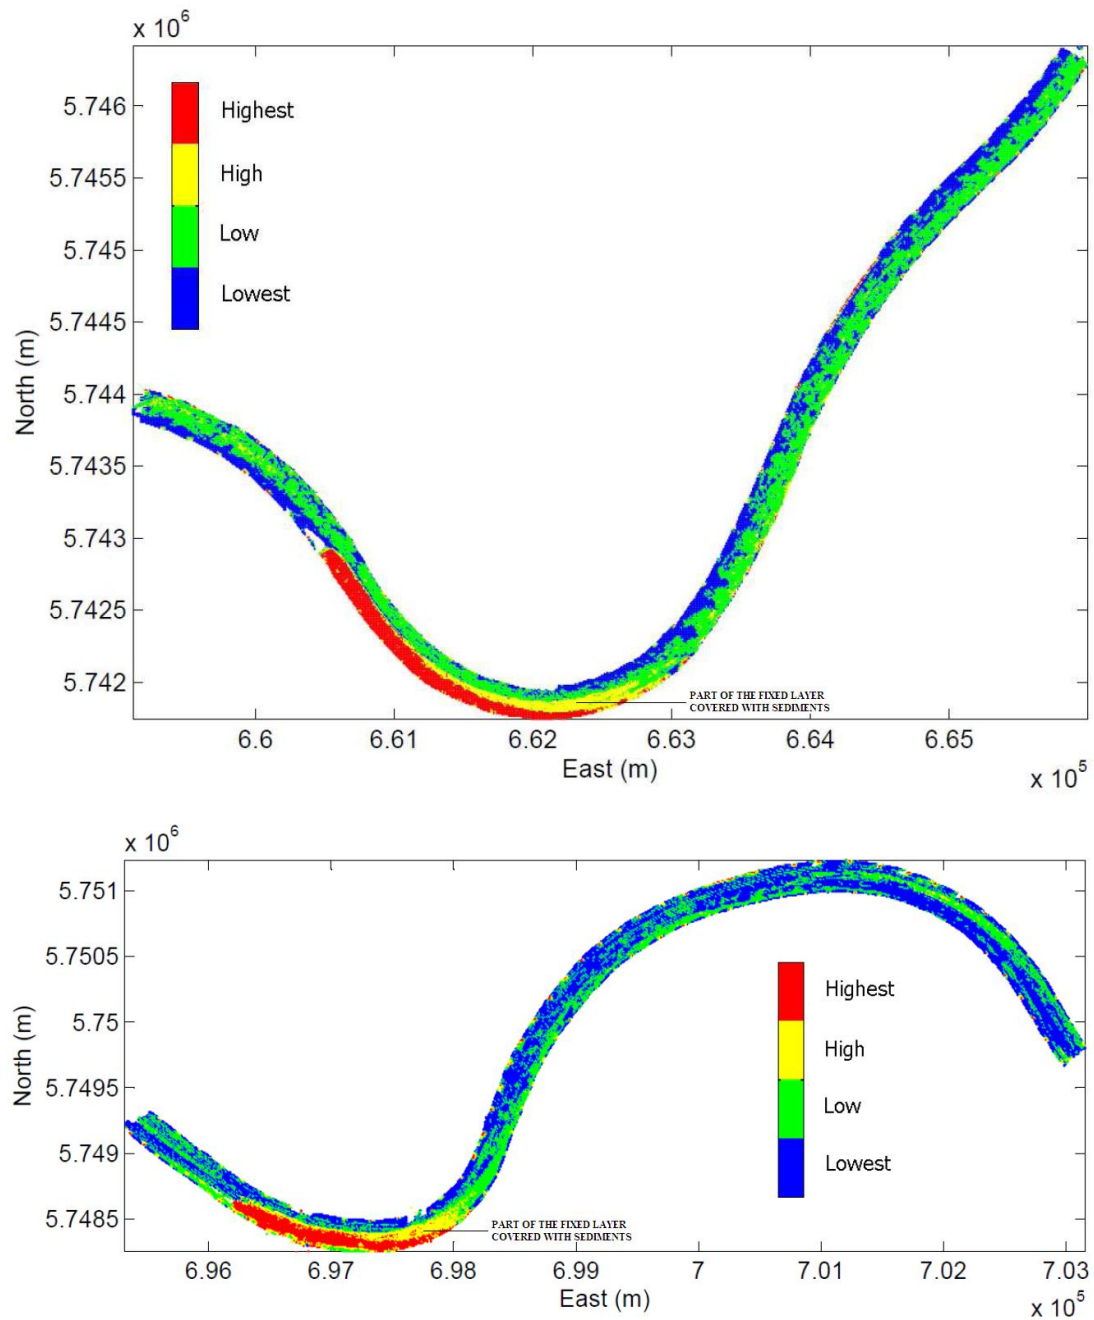 x 10^6
5.746
5.7455
5.745
5.7445
5.744
5.7435
5.743
5.7425
5.742
North (m)
Highest
High
Low
Lowest
PART OF THE FIXED LAYER
COVERED WITH SEDIMENTS
6.6 6.61 6.62 6.63 6.64 6.65
East (m)
x 10^5
x 10^6
5.751
5.7505
5.75
5.7495
5.749
5.7485
North (m)
Highest
High
Low
Lowest
PART OF THE FIXED LAYER
COVERED WITH SEDIMENTS
6.96 6.97 6.98 6.99 7 7.01 7.02 7.03
East (m)
x 10^5